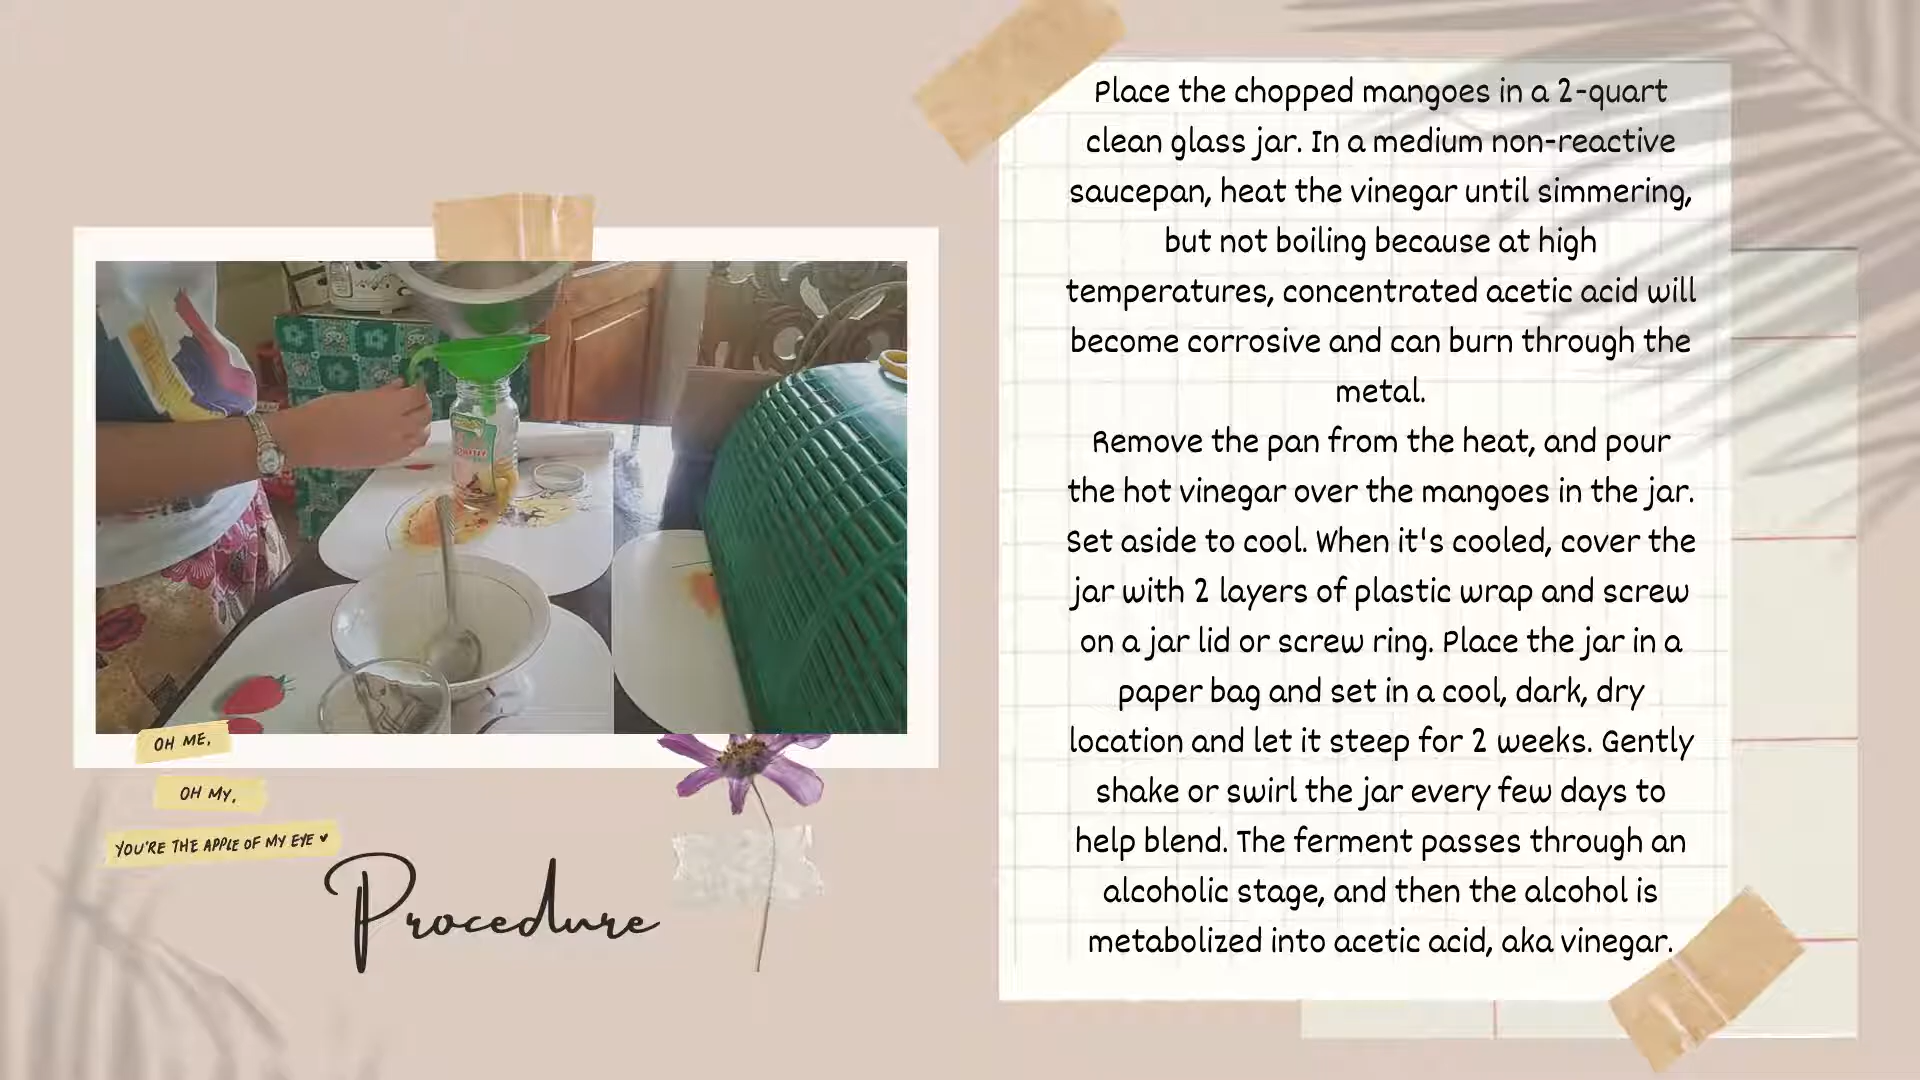 Place the chopped mangoes in a 2-quart
clean glass jar. In a medium non-reactive
saucepan, heat the vinegar until simmering,
but not boiling because at high
temperatures, concentrated acetic acid will
become corrosive and can burn through the
metal.
Remove the pan from the heat, and pour
the hot vinegar over the mangoes in the jar.
Set aside to cool. When it's cooled, cover the
jar with 2 layers of plastic wrap and screw
on a jar lid or screw ring. Place the jar in a
paper bag and set in a cool, dark, dry
location and let it steep for 2 weeks. Gently
shake or swirl the jar every few days to
help blend. The ferment passes through an
alcoholic stage, and then the alcohol is
metabolized into acetic acid, aka vinegar.
OH ME,
OH MY,
YOU'RE THE APPLE OF MY EYE ♥
Procedure